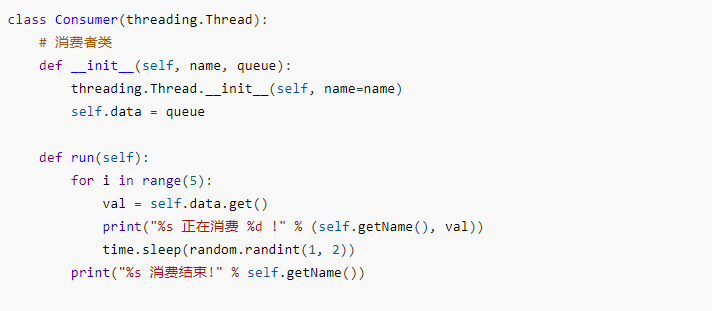 class Consumer(threading.Thread):
    # 消费者类
    def __init__(self, name, queue):
        threading.Thread.__init__(self, name=name)
        self.data = queue

    def run(self):
        for i in range(5):
            val = self.data.get()
            print("%s 正在消费 %d !" % (self.getName(), val))
            time.sleep(random.randint(1, 2))
        print("%s 消费结束!" % self.getName())